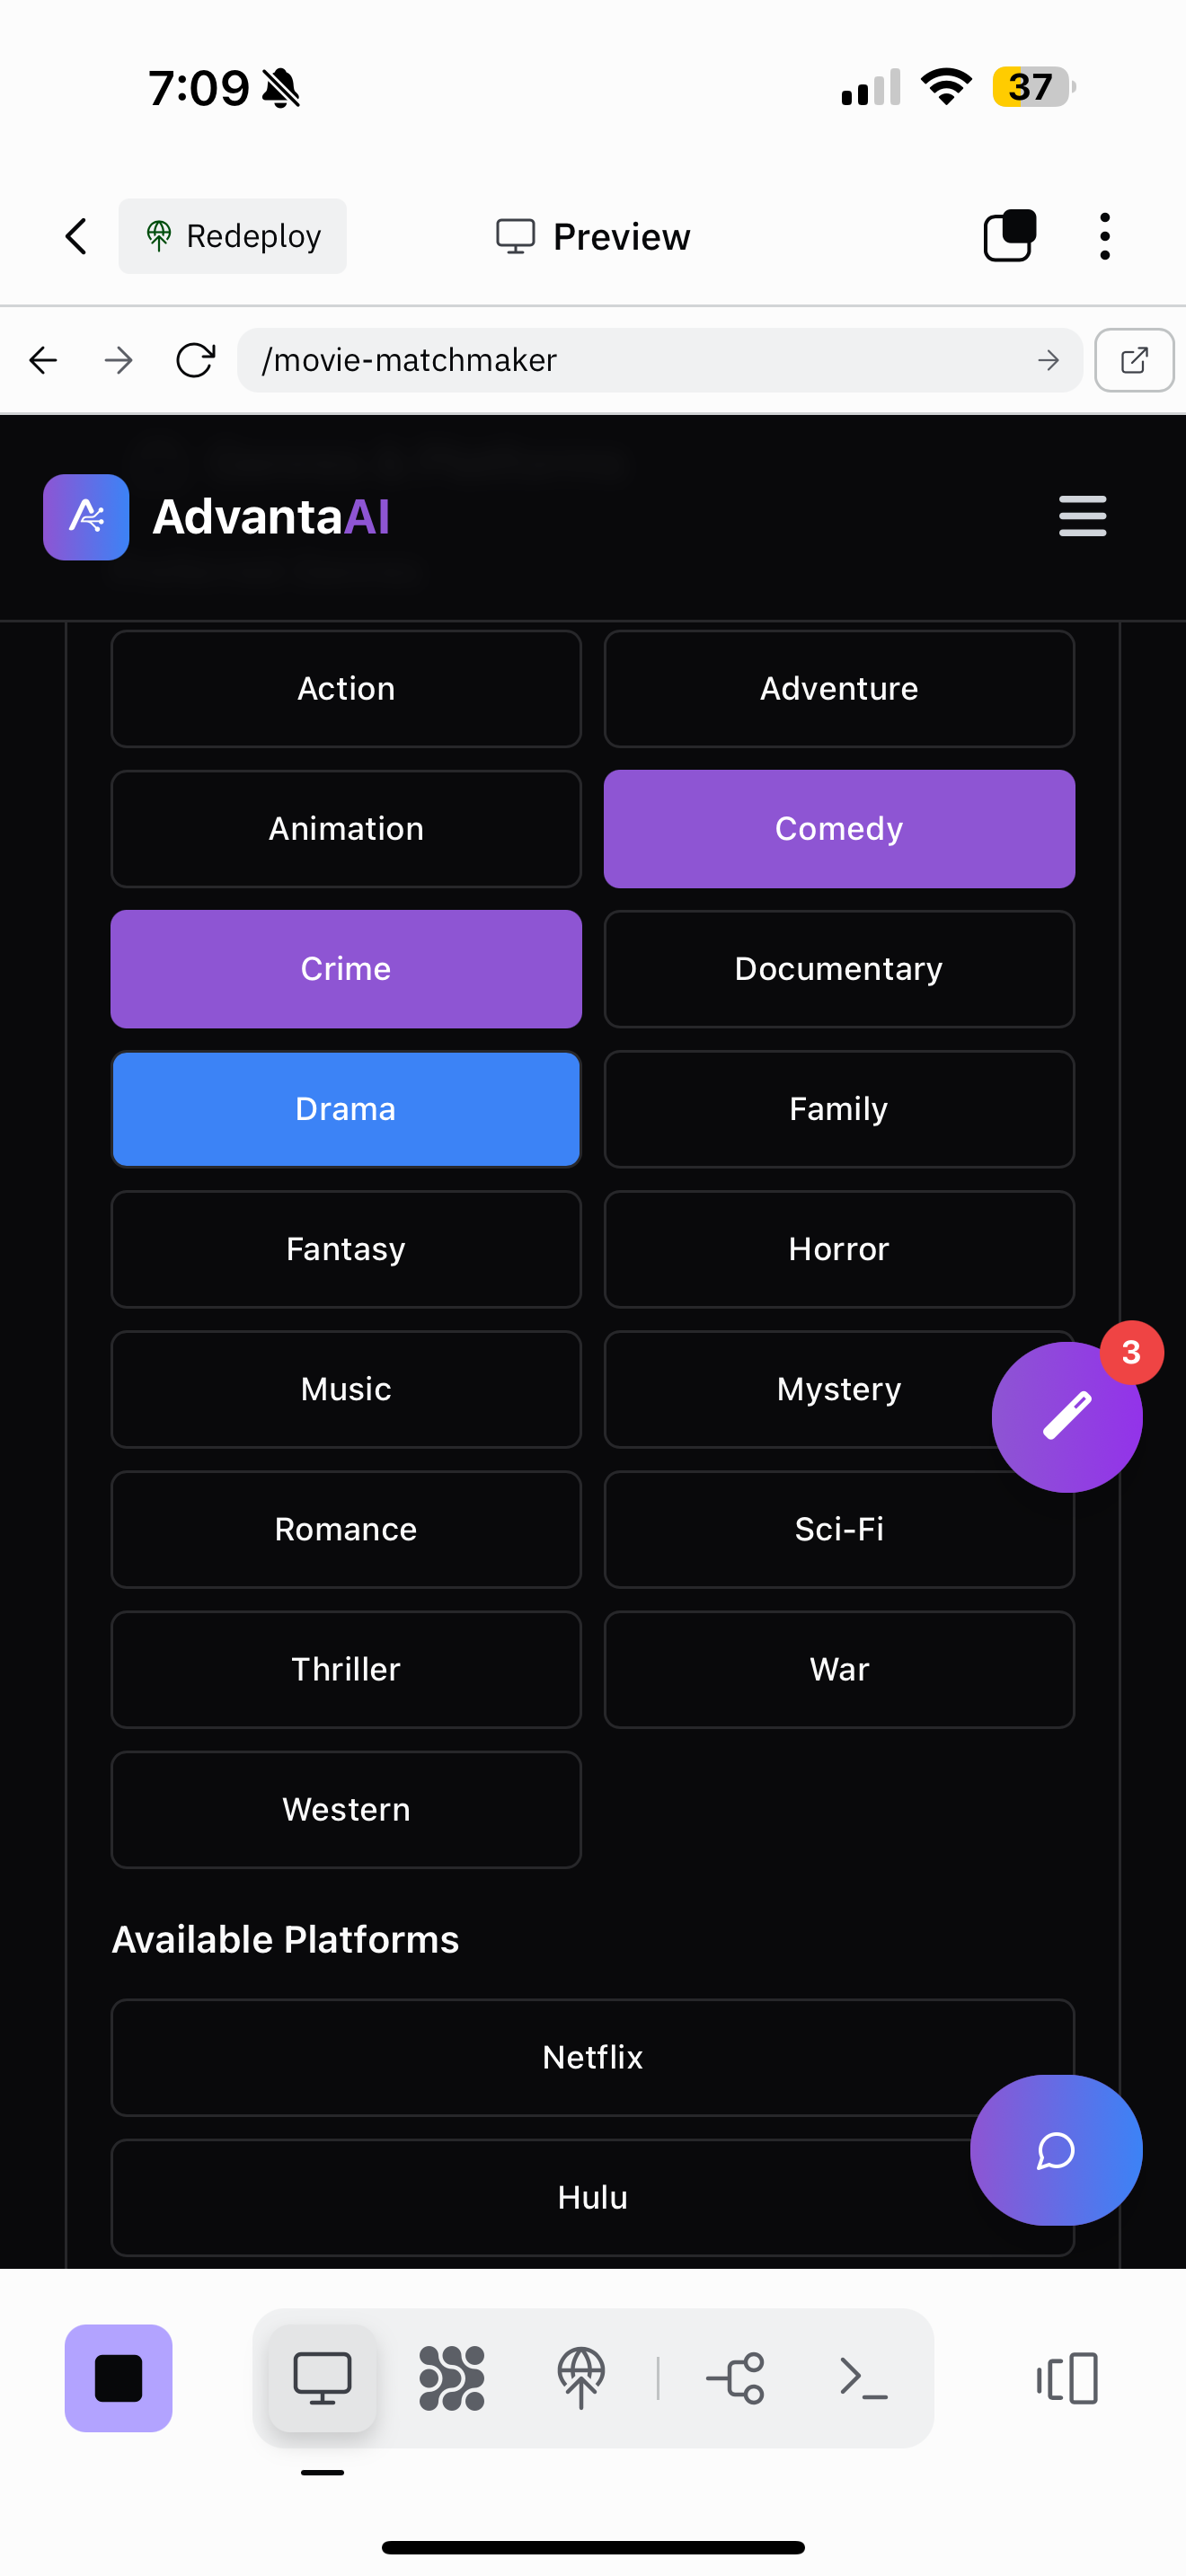 7:09
37
Redeploy
Preview
/movie-matchmaker
AdvantaAI
Action
Adventure
Animation
Comedy
Crime
Documentary
Drama
Family
Fantasy
Horror
Music
Mystery
3
Romance
Sci-Fi
Thriller
War
Western
Available Platforms
Netflix
Hulu